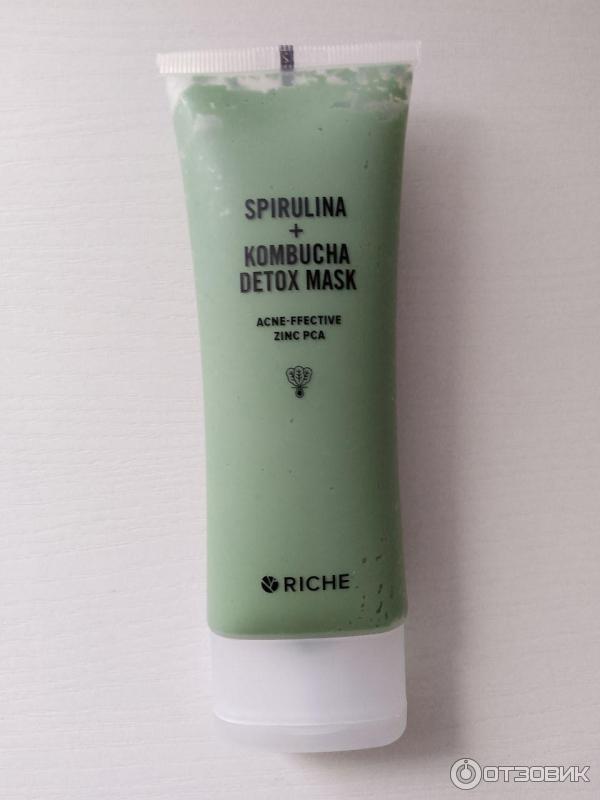 SPIRULINA
+
KOMBUCHA
DETOX MASK
ACNE-FFECTIVE
ZINC PCA
RICHE
ОТЗОВИК